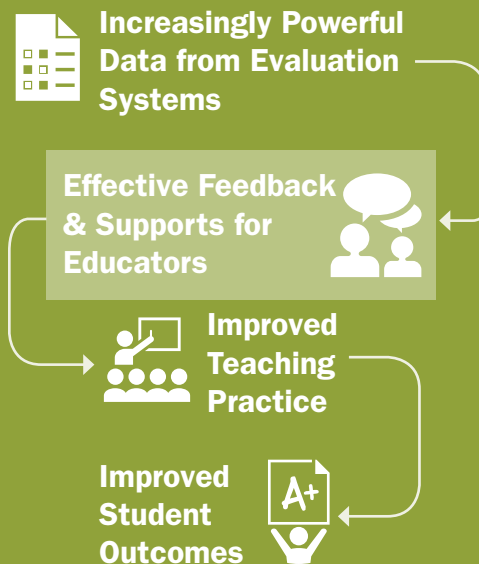 Increasingly Powerful
Data from Evaluation
Systems
Effective Feedback
& Supports for
Educators
Improved
Teaching
Practice
Improved
Student
Outcomes
A+